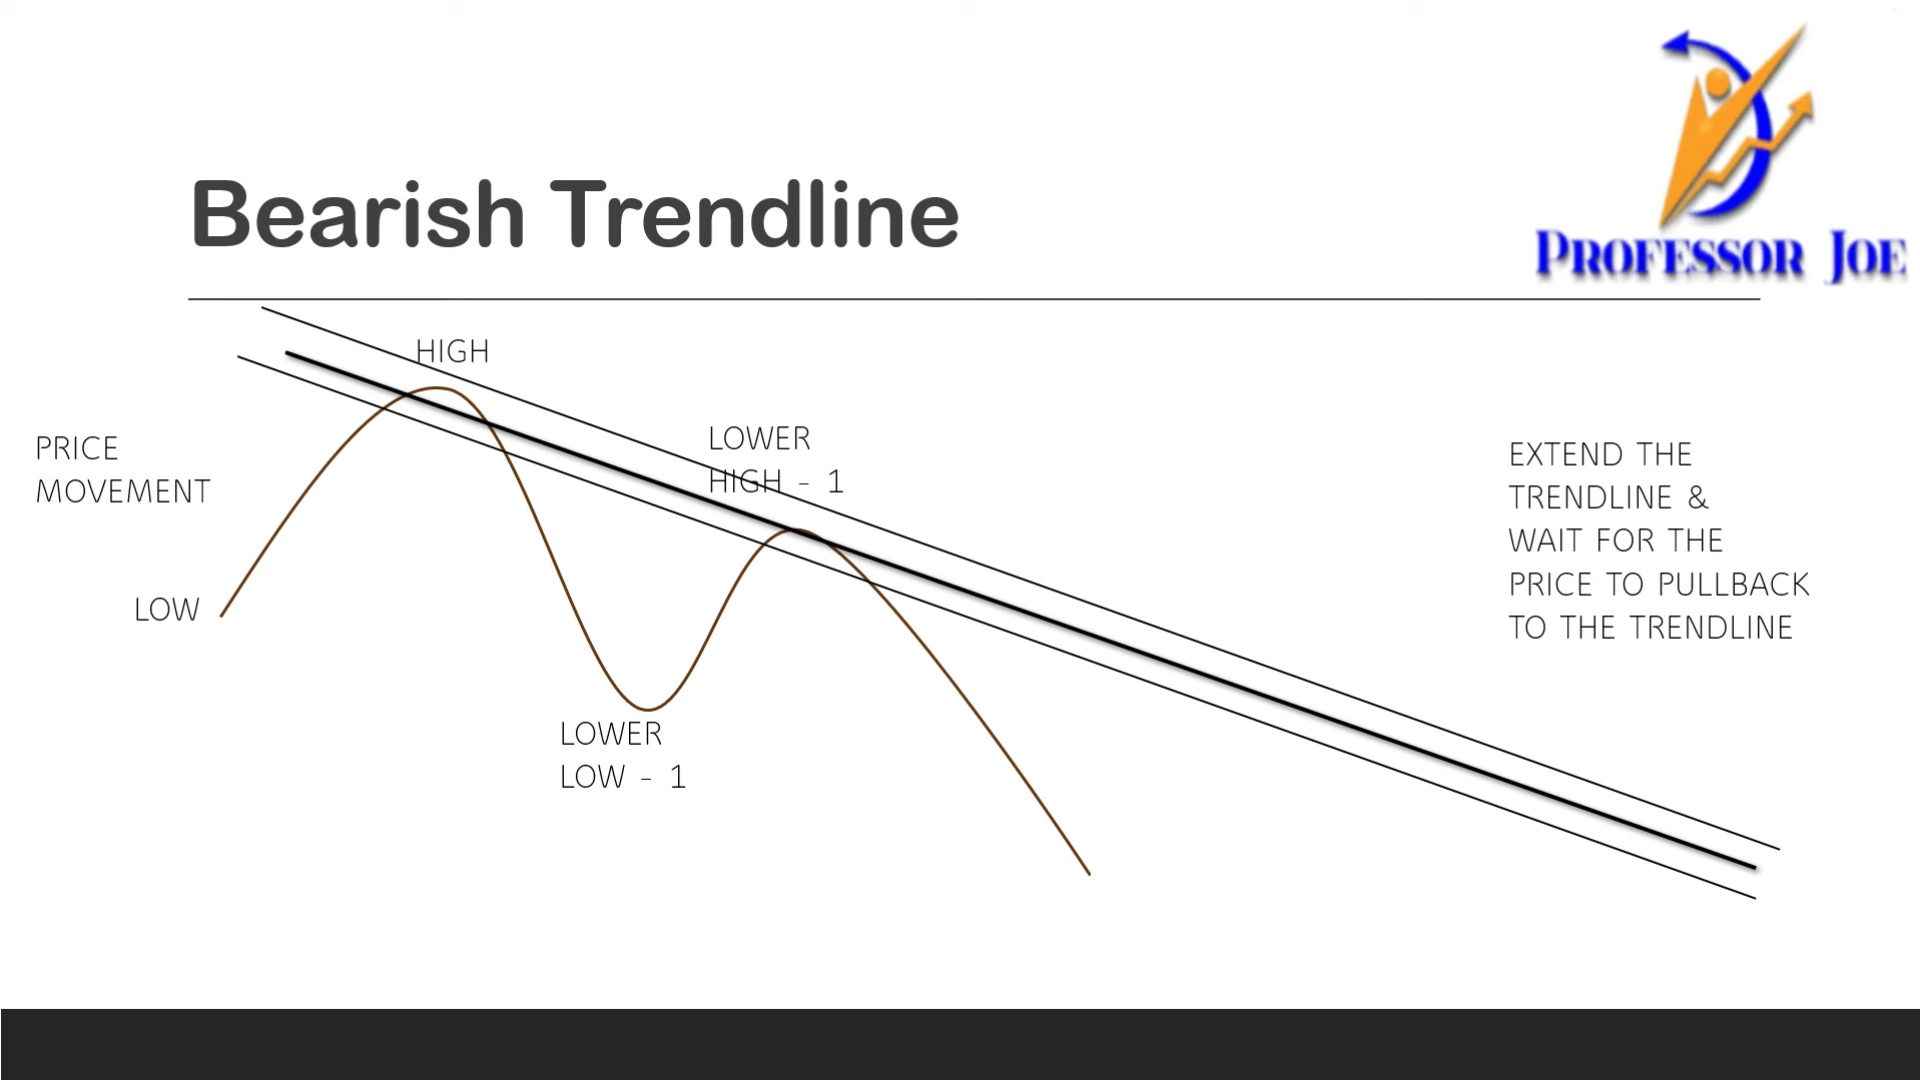 PROFESSOR JOE
Bearish Trendline
HIGH
PRICE
MOVEMENT
LOW
LOWER
HIGH - 1
LOWER
LOW - 1
EXTEND THE
TRENDLINE &
WAIT FOR THE
PRICE TO PULLBACK
TO THE TRENDLINE